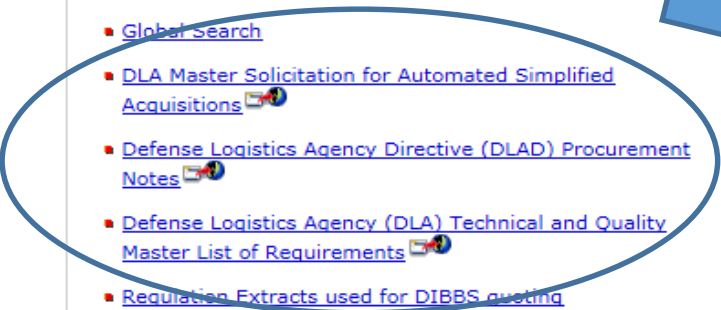 Global Search
DLA Master Solicitation for Automated Simplified
Acquisitions
Defense Logistics Agency Directive (DLAD) Procurement
Notes
Defense Logistics Agency (DLA) Technical and Quality
Master List of Requirements
Regulation Extracts used for DIBBS quoting